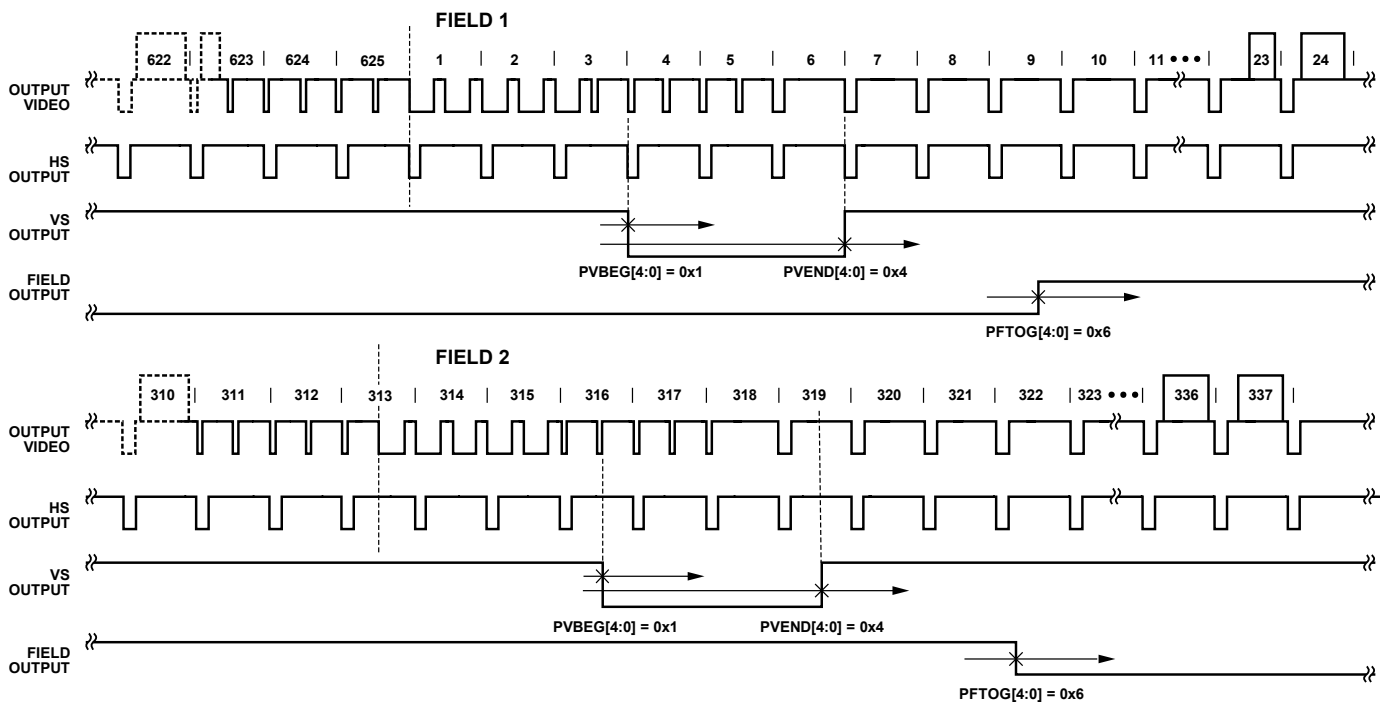 FIELD 1
622 623 624 625 1 2 3 4 5 6 7 8 9 10 11 ••• 23 24
OUTPUT
VIDEO
HS
OUTPUT
VS
OUTPUT
PVBEG[4:0] = 0x1 PVEND[4:0] = 0x4
FIELD
OUTPUT
PFTOG[4:0] = 0x6
FIELD 2
310 311 312 313 314 315 316 317 318 319 320 321 322 323 ••• 336 337
OUTPUT
VIDEO
HS
OUTPUT
VS
OUTPUT
PVBEG[4:0] = 0x1 PVEND[4:0] = 0x4
FIELD
OUTPUT
PFTOG[4:0] = 0x6